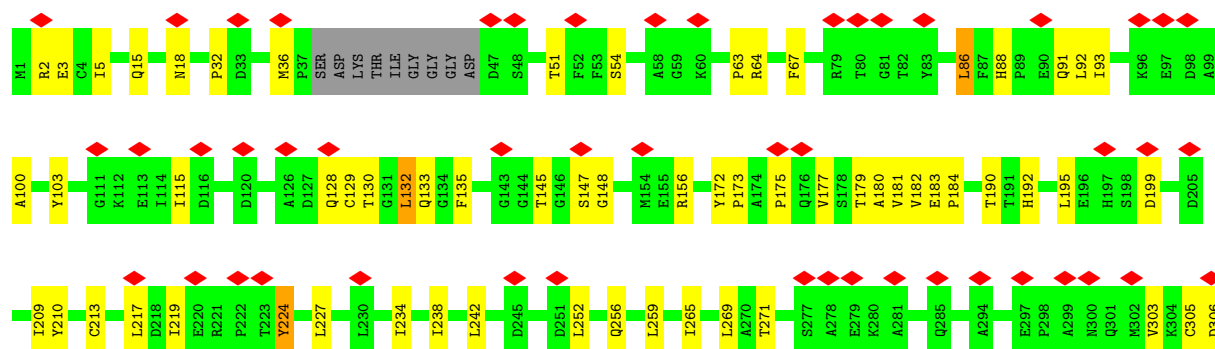 M1 R2 E3 C4 I5 Q15 N18 P32 D33 M36 P37 SER ASP LYS THR ILE GLY GLY GLY ASP D47 S48 T51 F52 F53 S54 A58 G59 K60 P63 R64 F67 R79 T80 G81 T82 Y83 L86 F87 H88 P89 E90 Q91 L92 I93 K96 E97 D98 A99
A100 Y103 G111 K112 E113 I114 I115 D116 D120 A126 D127 Q128 C129 T130 G131 L132 Q133 G134 F135 G143 G144 T145 G146 S147 G148 M154 E155 R156 Y172 P173 A174 P175 Q176 V177 S178 T179 A180 V181 V182 E183 P184 T190 T191 H192 L195 E196 H197 S198 D199 D205
I209 Y210 C213 L217 D218 I219 E220 R221 P222 T223 Y224 L227 L230 I234 I238 L242 D245 D251 L252 Q256 L259 I265 L269 A270 T271 S277 A278 E279 K280 A281 Q285 A294 E297 P298 A299 N300 Q301 M302 V303 K304 C305 D306